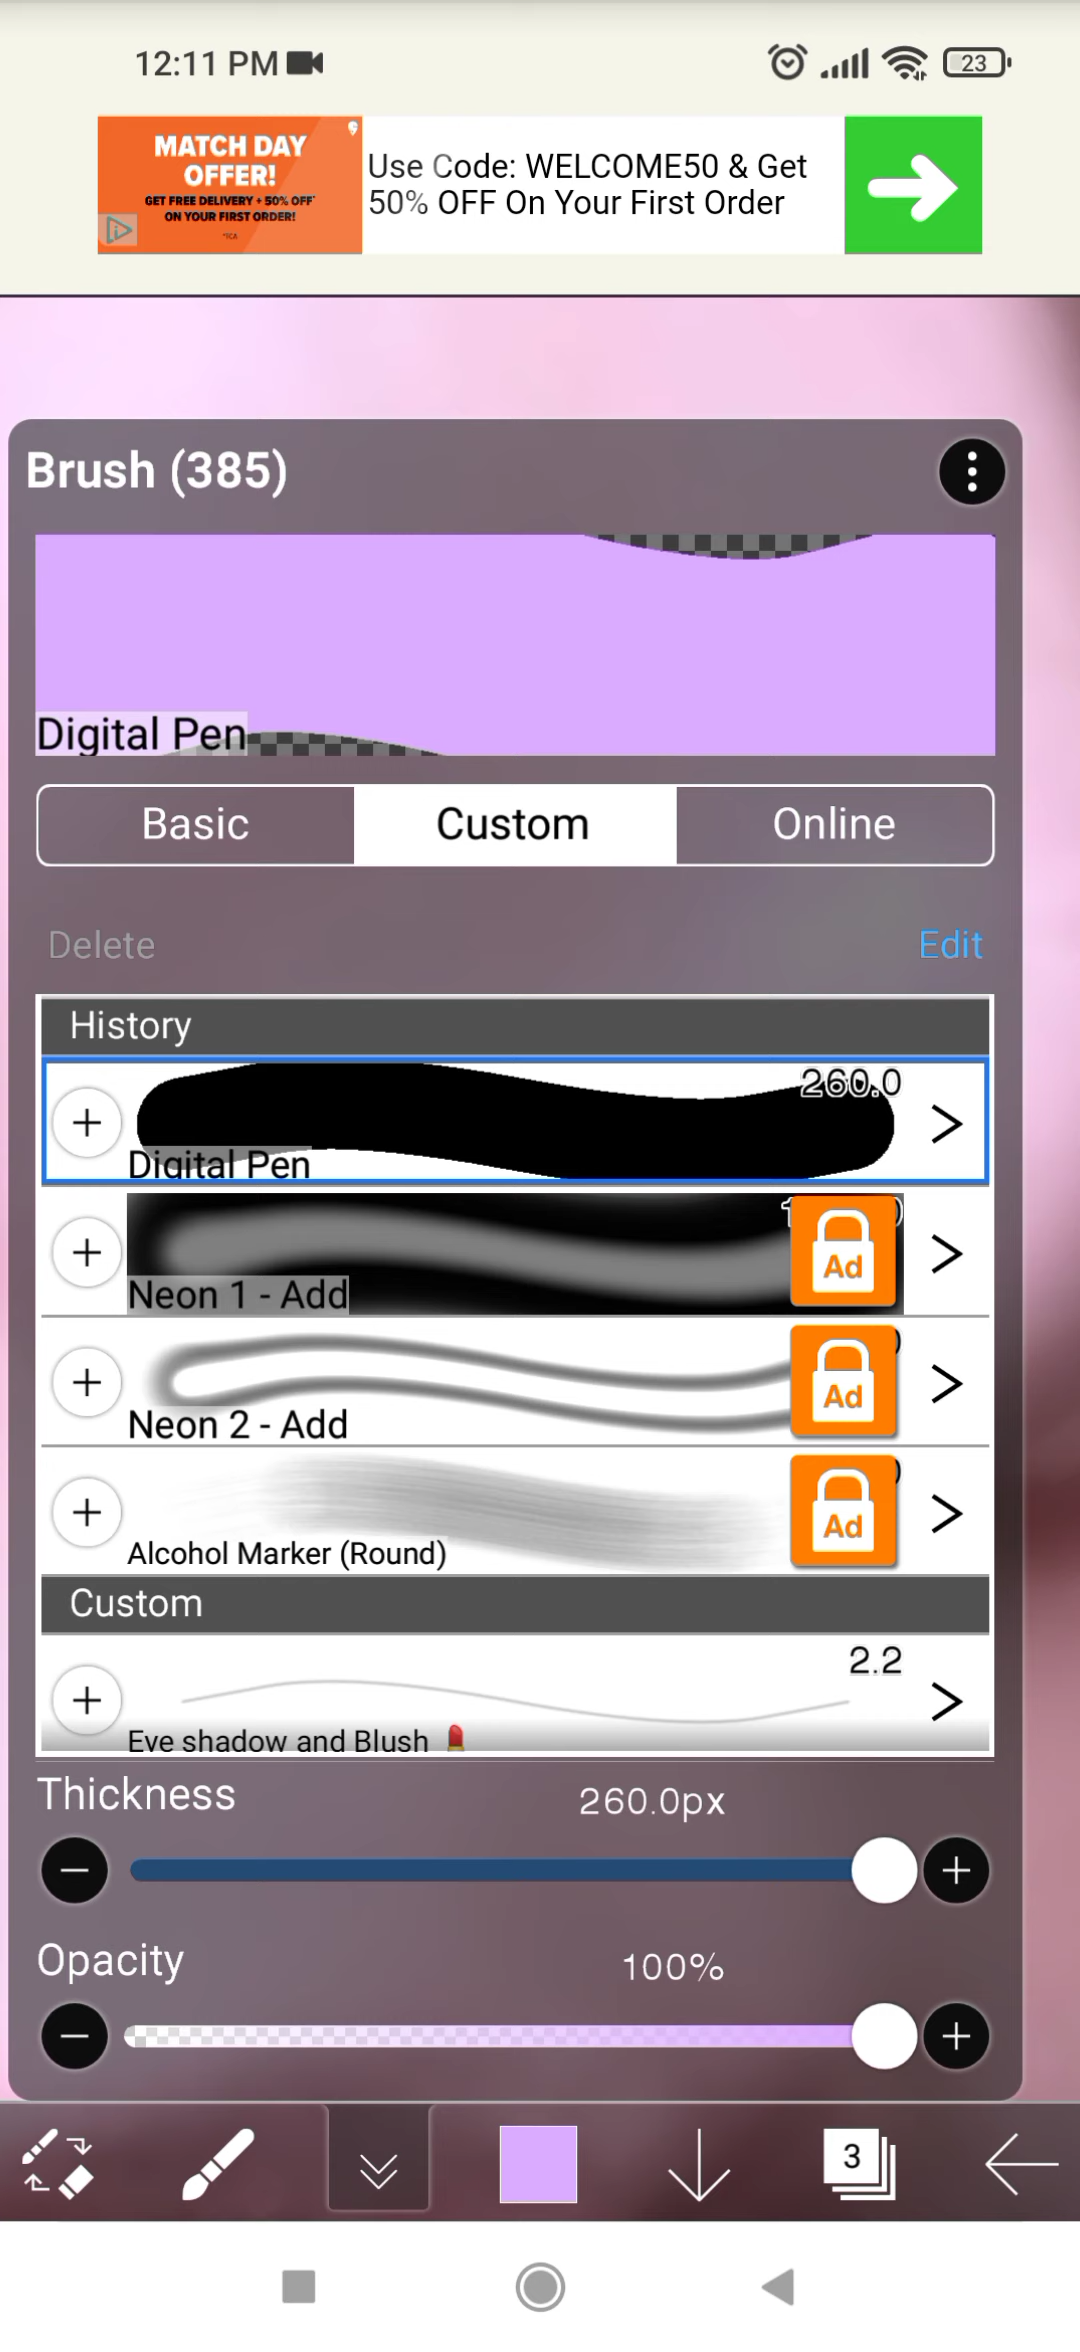 12:11 PM
23
MATCH DAY
OFFER!
GET FREE DELIVERY + 50% OFF*
ON YOUR FIRST ORDER!
*TCA
Use Code: WELCOME50 & Get
50% OFF On Your First Order
Brush (385)
Digital Pen
Basic
Custom
Online
Delete
Edit
History
260.0
Digital Pen
Ad
Neon 1 - Add
Ad
Neon 2 - Add
Ad
Alcohol Marker (Round)
Custom
2.2
Eye shadow and Blush 💄
Thickness
260.0px
Opacity
100%
3